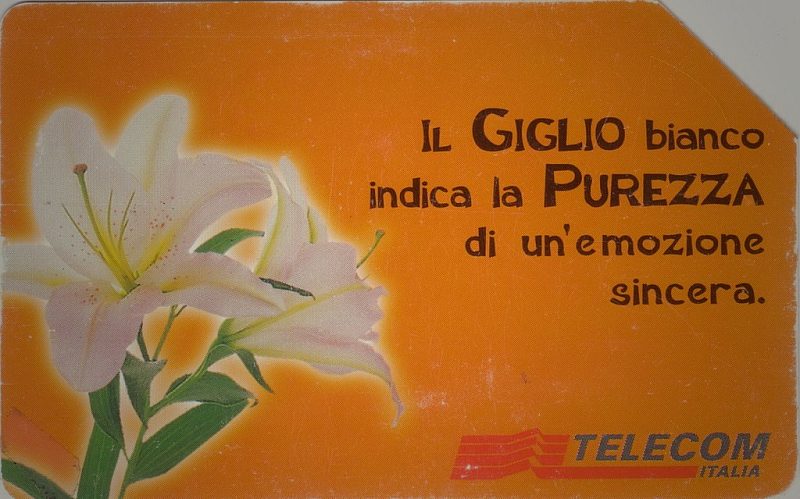 IL GIGLIO bianco
indica la PUREZZA
di un'emozione
sincera.
TELECOM
ITALIA